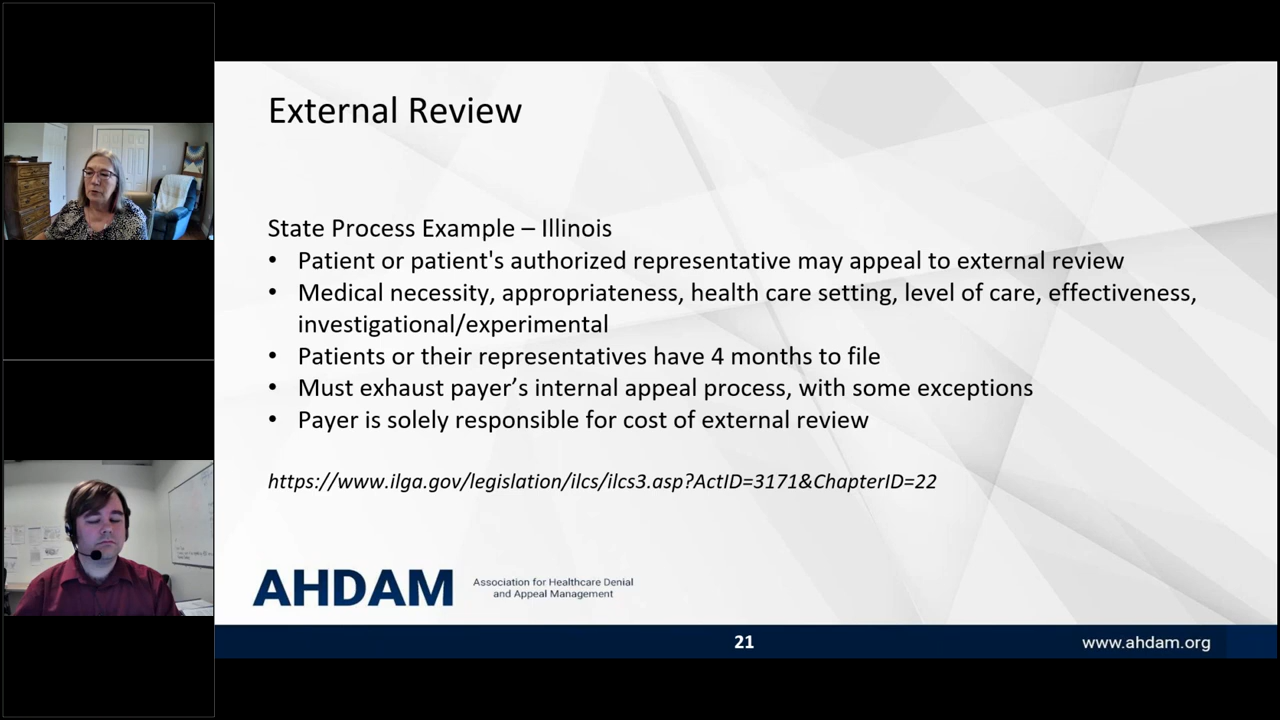 External Review
State Process Example – Illinois
• Patient or patient's authorized representative may appeal to external review
• Medical necessity, appropriateness, health care setting, level of care, effectiveness,
investigational/experimental
• Patients or their representatives have 4 months to file
• Must exhaust payer’s internal appeal process, with some exceptions
• Payer is solely responsible for cost of external review
https://www.ilga.gov/legislation/ilcs/ilcs3.asp?ActID=3171&ChapterID=22
AHDAM
Association for Healthcare Denial
and Appeal Management
21
www.ahdam.org